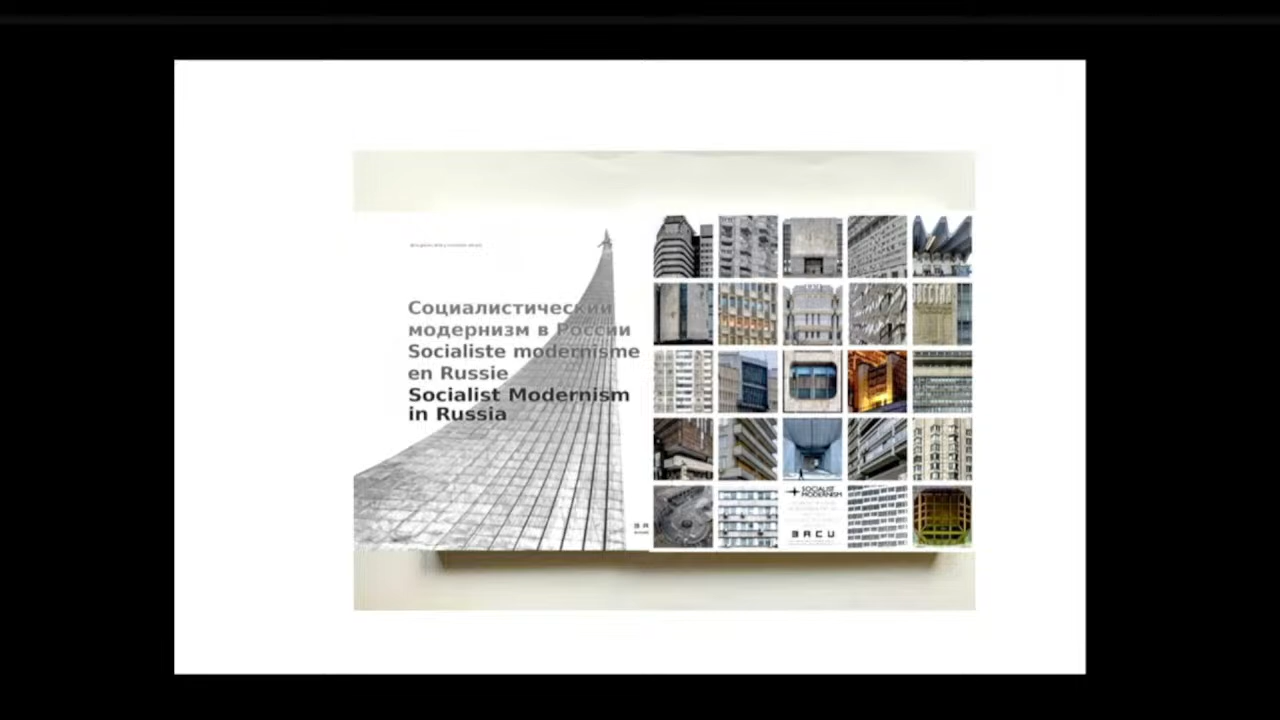 Социалистический
модернизм в России
Socialiste modernisme
en Russie
Socialist Modernism
in Russia
SOCIALIST
MODERNISM
BACU